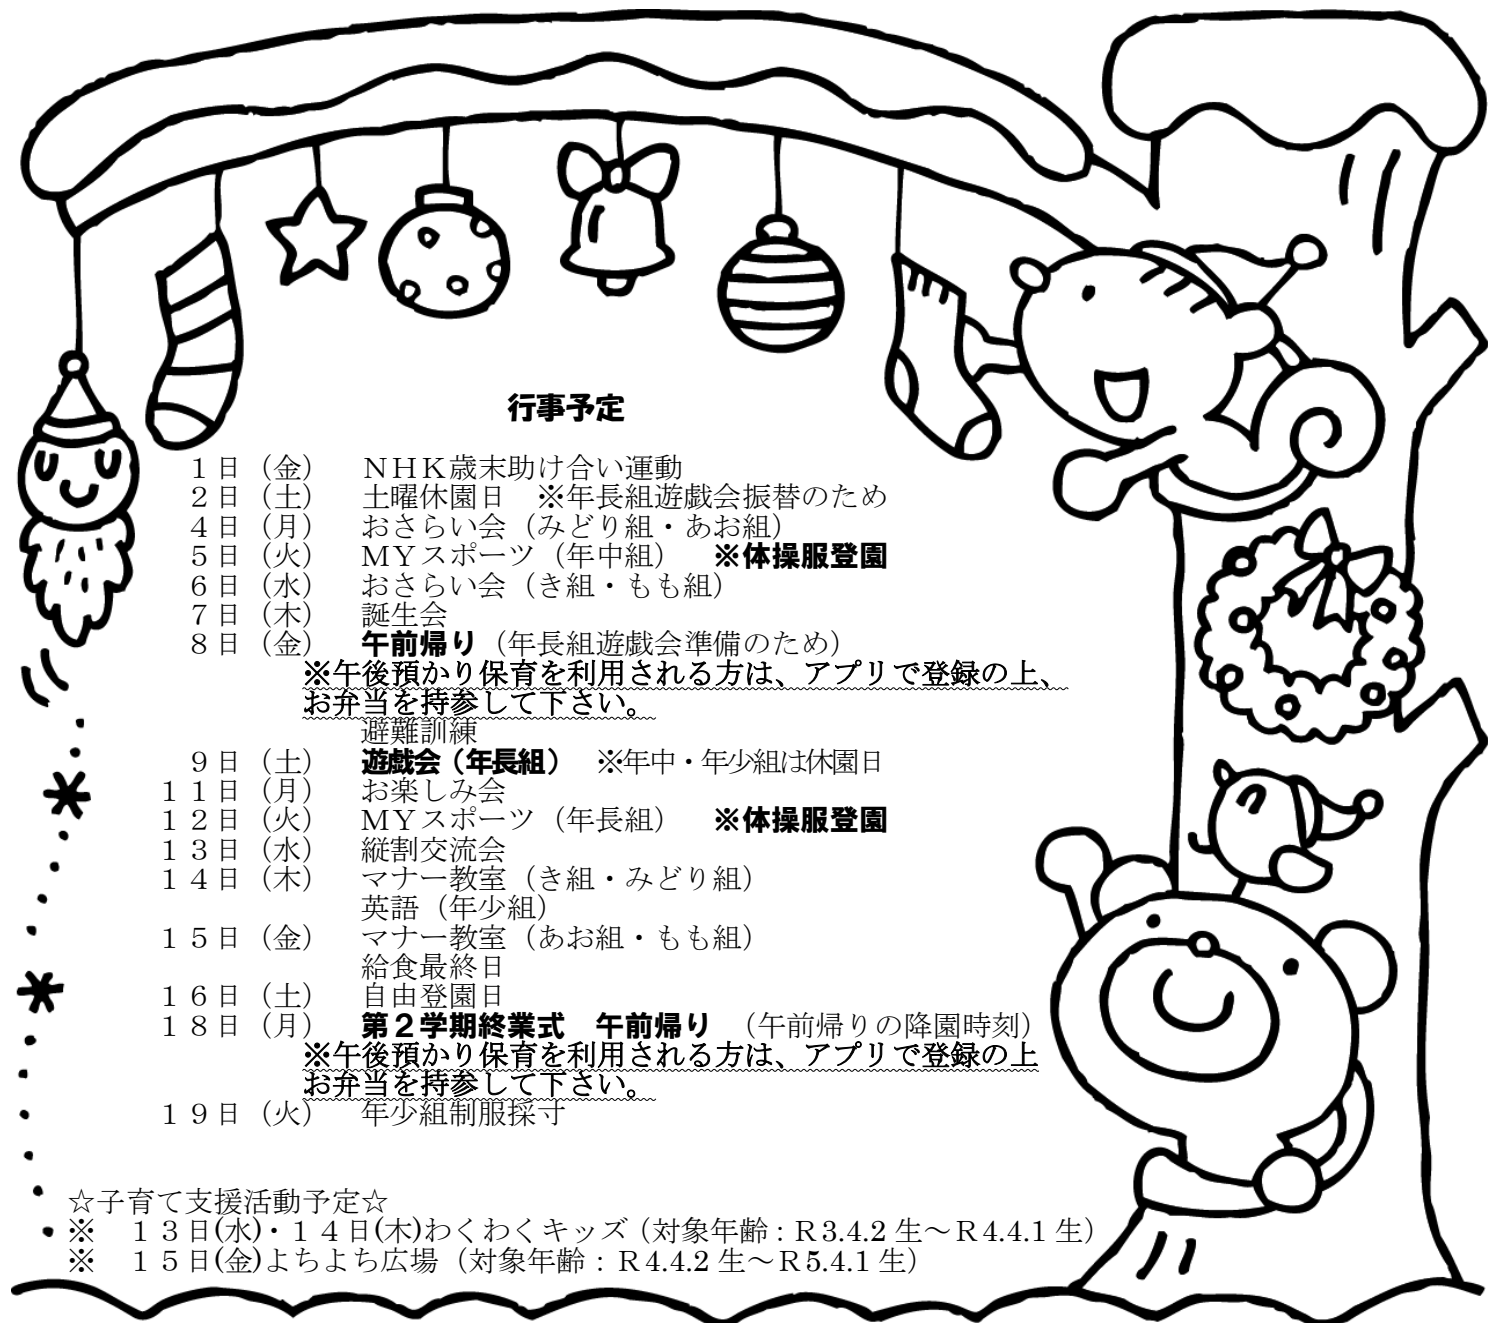 行事予定
１日（金）　ＮＨＫ歳末助け合い運動
２日（土）　土曜休園日　※年長組遊戯会振替のため
４日（月）　おさらい会（みどり組・あお組）
５日（火）　ＭＹスポーツ（年中組）　※体操服登園
６日（水）　おさらい会（き組・もも組）
７日（木）　誕生会
８日（金）　午前帰り（年長組遊戯会準備のため）
※午後預かり保育を利用される方は、アプリで登録の上、
お弁当を持参して下さい。
避難訓練
９日（土）　遊戯会（年長組）　※年中・年少組は休園日
１１日（月）　お楽しみ会
１２日（火）　ＭＹスポーツ（年長組）　※体操服登園
１３日（水）　縦割交流会
１４日（木）　マナー教室（き組・みどり組）
英語（年少組）
１５日（金）　マナー教室（あお組・もも組）
給食最終日
１６日（土）　自由登園日
１８日（月）　第２学期終業式　午前帰り　（午前帰りの降園時刻）
※午後預かり保育を利用される方は、アプリで登録の上
お弁当を持参して下さい。
１９日（火）　年少組制服採寸
☆子育て支援活動予定☆
※　１３日(水)・１４日(木)わくわくキッズ（対象年齢：Ｒ3.4.2 生～Ｒ4.4.1 生）
※　１５日(金)よちよち広場（対象年齢：Ｒ4.4.2 生～Ｒ5.4.1 生）